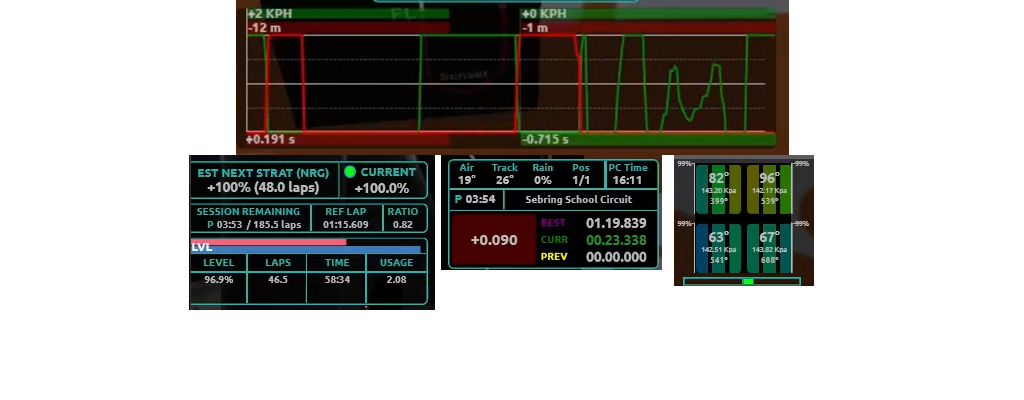 FL
+2 KPH
+0 KPH
-12 m
-1 m
Sunset
+0.191 s
-0.715 s
EST NEXT STRAT (NRG)
+100% (48.0 laps)
CURRENT
+100.0%
SESSION REMAINING
P 03:53 / 185.5 laps
REF LAP
01:15.609
RATIO
0.82
LVL
LEVEL LAPS TIME USAGE
96.9% 46.5 58:34 2.08
Air Track Rain Pos PC Time
19° 26° 0% 1/1 16:11
P 03:54 Sebring School Circuit
+0.090
BEST 01.19.839
CURR 00.23.338
PREV 00.00.000
99% 99%
82° 96°
143.20 Kpa 142.17 Kpa
399° 539°
99% 99%
63° 67°
142.51 Kpa 143.82 Kpa
541° 608°